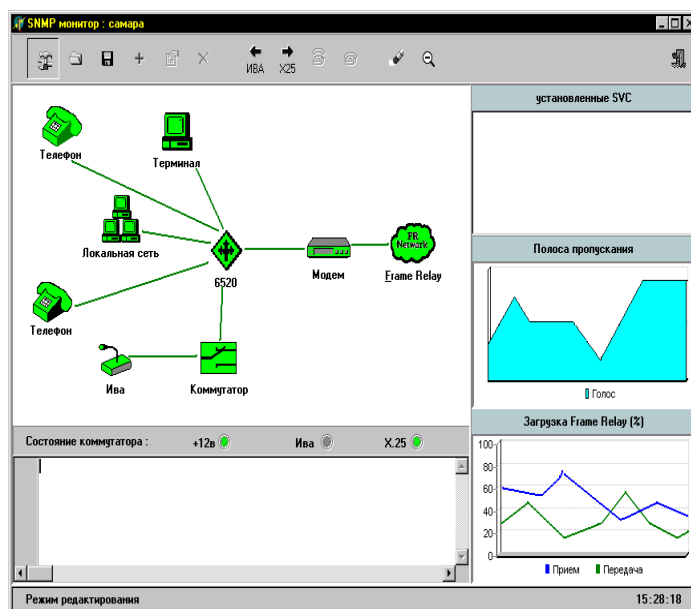 SNMP монитор : самара
ИВА
X25
установленные SVC
Телефон
Терминал
Локальная сеть
6520
Модем
FR
Network
Frame Relay
Телефон
Ива
Коммутатор
Полоса пропускания
Голос
Загрузка Frame Relay (%)
100
80
60
40
20
0
Прием
Передача
Состояние коммутатора :
+12в
Ива
X.25
Режим редактирования
15:28:18